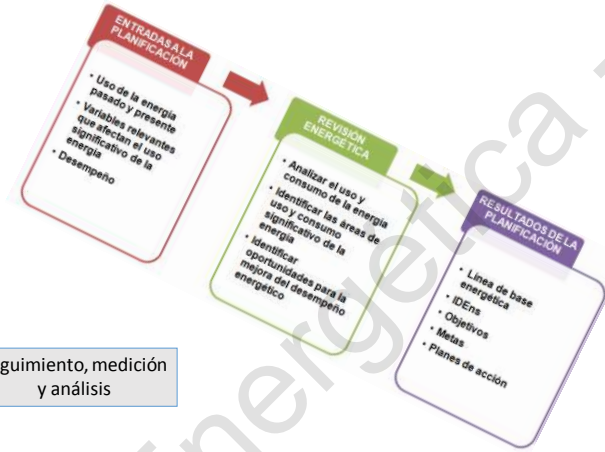 ENTRADAS A LA
PLANIFICACIÓN
• Uso de la energía
pasado y presente
• Variables relevantes
que afectan el uso
significativo de la
energía
• Desempeño
REVISIÓN
ENERGÉTICA
• Analizar el uso y
consumo de la energía
• Identificar las áreas de
uso y consumo
significativo de la
energía
• Identificar
oportunidades para la
mejora del desempeño
energético
RESULTADOS DE LA
PLANIFICACIÓN
• Línea de base
energética
• IDEns
• Objetivos
• Metas
• Planes de acción
guimiento, medición
y análisis
Energética -